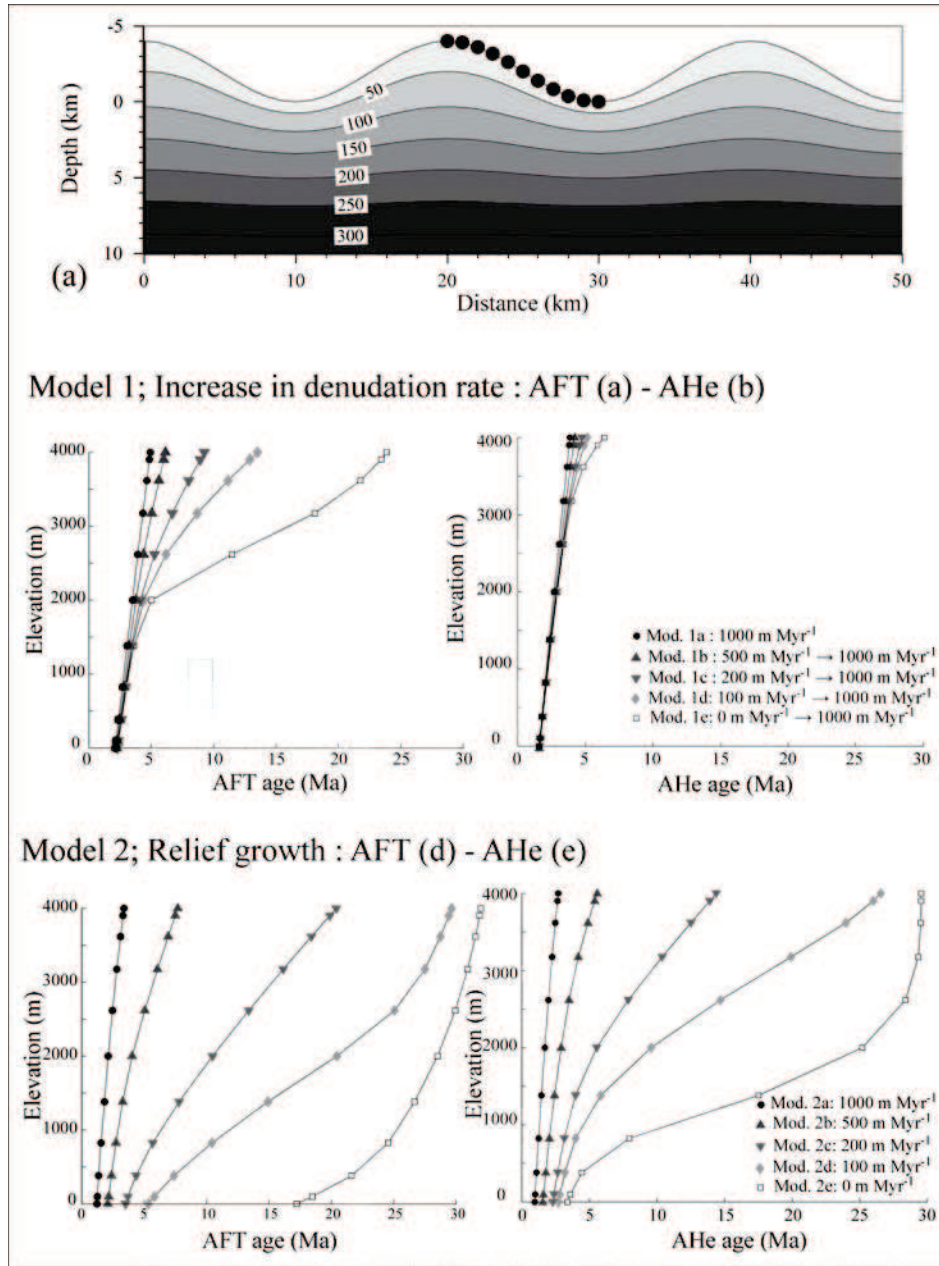 -5
0
5
10
Depth (km)
50
100
150
200
250
300
(a)
0 10 20 30 40 50
Distance (km)
Model 1; Increase in denudation rate : AFT (a) - AHe (b)
4000
3000
2000
1000
0
Elevation (m)
0 5 10 15 20 25 30
AFT age (Ma)
4000
3000
2000
1000
0
Elevation (m)
Mod. 1a : 1000 m Myr⁻¹
Mod. 1b : 500 m Myr⁻¹ → 1000 m Myr⁻¹
Mod. 1c : 200 m Myr⁻¹ → 1000 m Myr⁻¹
Mod. 1d : 100 m Myr⁻¹ → 1000 m Myr⁻¹
Mod. 1e: 0 m Myr⁻¹ → 1000 m Myr⁻¹
0 5 10 15 20 25 30
AHe age (Ma)
Model 2; Relief growth : AFT (d) - AHe (e)
4000
3000
2000
1000
0
Elevation (m)
0 5 10 15 20 25 30
AFT age (Ma)
4000
3000
2000
1000
0
Elevation (m)
Mod. 2a: 1000 m Myr⁻¹
Mod. 2b: 500 m Myr⁻¹
Mod. 2c: 200 m Myr⁻¹
Mod. 2d: 100 m Myr⁻¹
Mod. 2e: 0 m Myr⁻¹
0 5 10 15 20 25 30
AHe age (Ma)